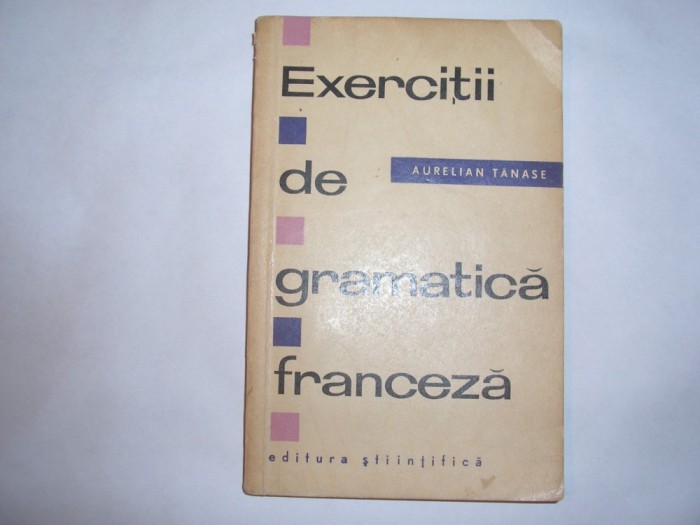 Exerciții
de
AURELIAN TĂNASE
gramatică
franceză
editura științifică